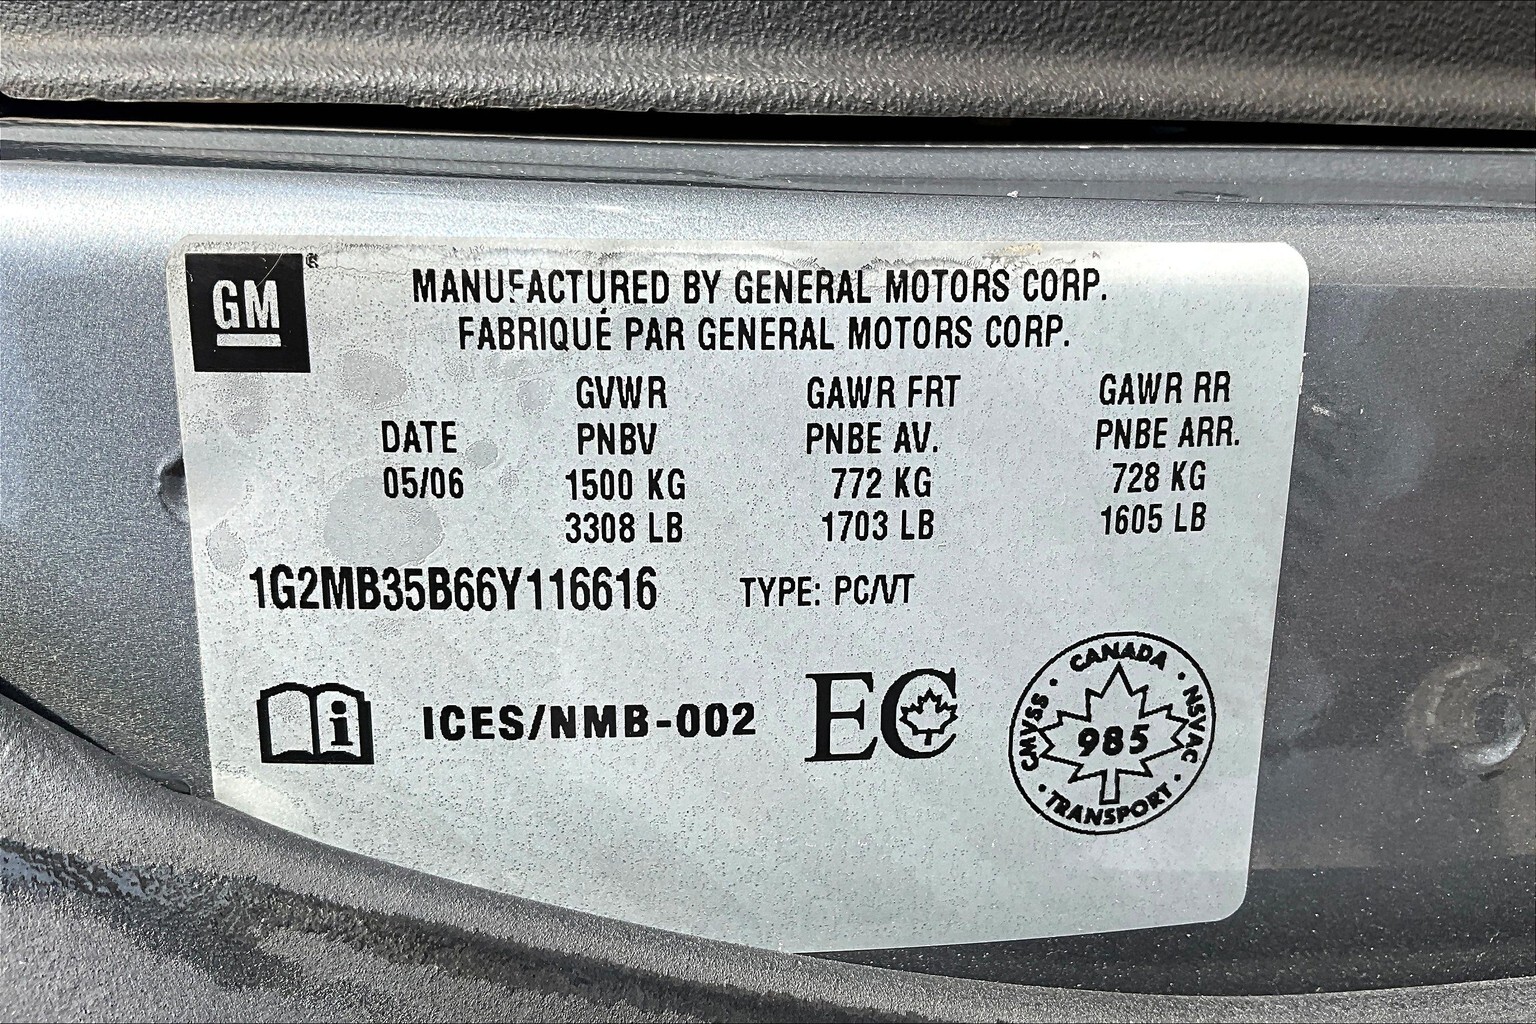 GM®
MANUFACTURED BY GENERAL MOTORS CORP.
FABRIQUÉ PAR GENERAL MOTORS CORP.
GVWR GAWR FRT GAWR RR
DATE PNBV PNBE AV. PNBE ARR.
05/06 1500 KG 772 KG 728 KG
3308 LB 1703 LB 1605 LB
1G2MB35B66Y116616 TYPE: PC/VT
i ICES/NMB-002 EC
CANADA
CMVSS 985 NSVAC
TRANSPORT